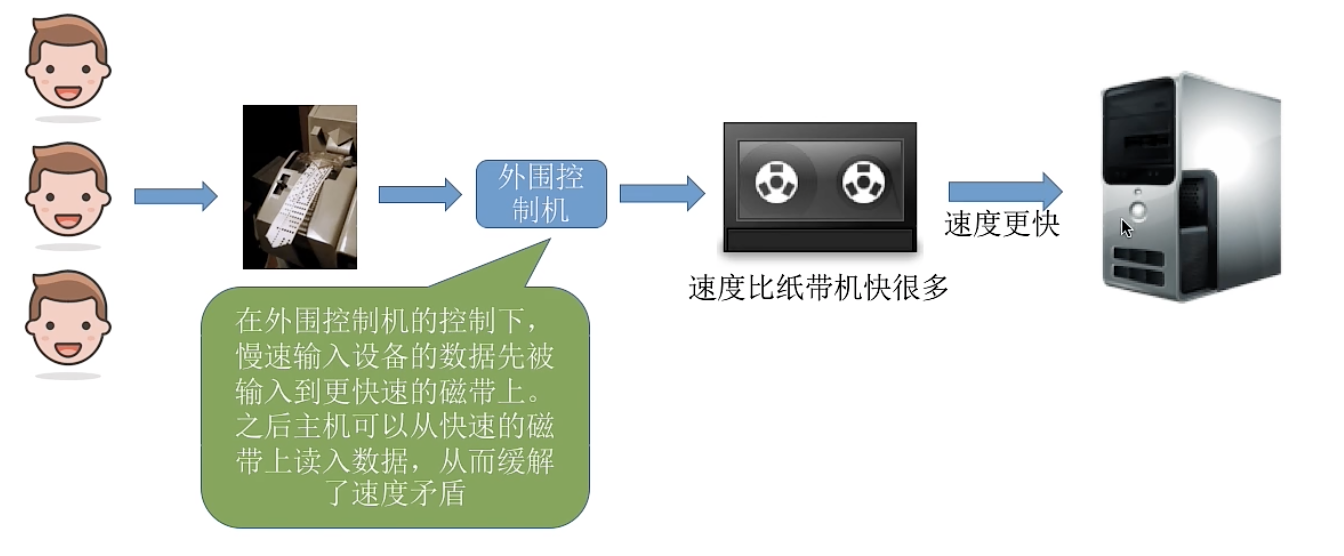 外围控
制机
速度更快
速度比纸带机快很多
在外围控制机的控制下，
慢速输入设备的数据先被
输入到更快速的磁带上。
之后主机可以从快速的磁
带上读入数据，从而缓解
了速度矛盾